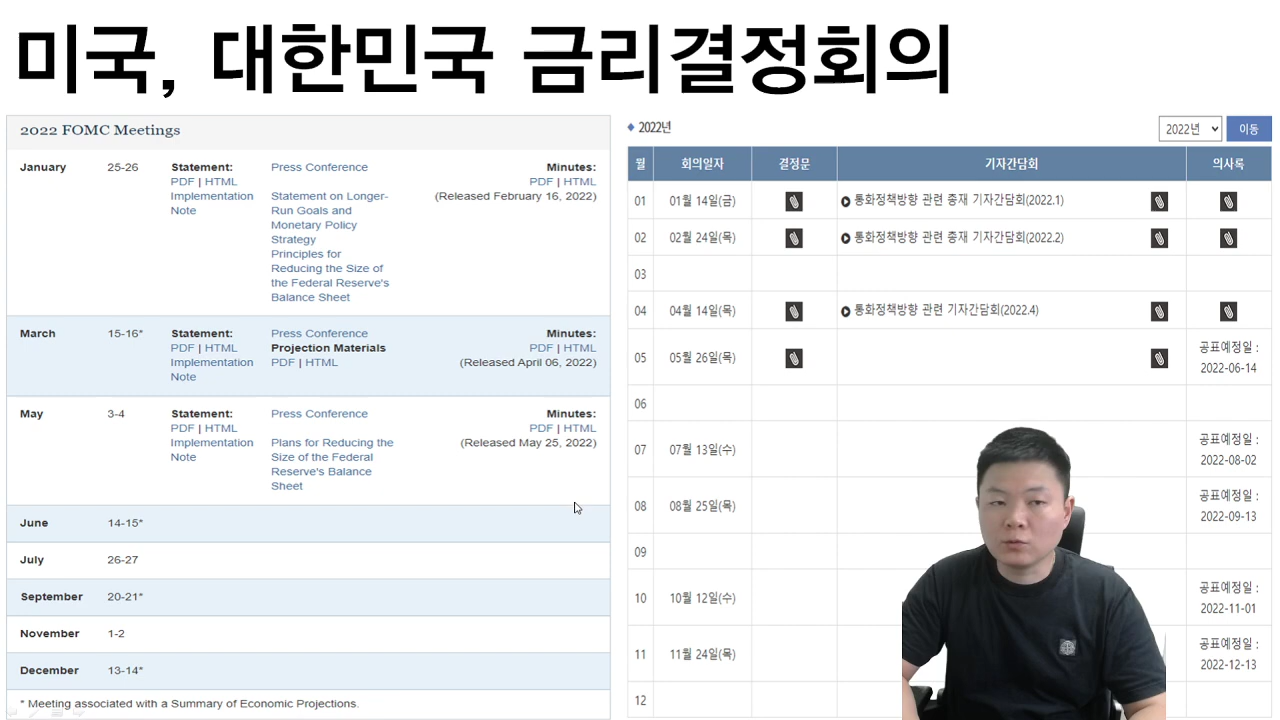 미국, 대한민국 금리결정회의
2022 FOMC Meetings
January 25-26 Statement: Press Conference Minutes:
PDF | HTML PDF | HTML
Implementation Statement on Longer- (Released February 16, 2022)
Note Run Goals and
Monetary Policy
Strategy
Principles for
Reducing the Size of
the Federal Reserve's
Balance Sheet
March 15-16* Statement: Press Conference Minutes:
PDF | HTML Projection Materials PDF | HTML
Implementation PDF | HTML (Released April 06, 2022)
Note
May 3-4 Statement: Press Conference Minutes:
PDF | HTML PDF | HTML
Implementation Plans for Reducing the (Released May 25, 2022)
Note Size of the Federal
Reserve's Balance
Sheet
June 14-15*
July 26-27
September 20-21*
November 1-2
December 13-14*
* Meeting associated with a Summary of Economic Projections.
2022년 2022년 이동
월 회의일자 결정문 기자간담회 의사록
01 01월 14일(금) 통화정책방향 관련 총재 기자간담회(2022.1)
02 02월 24일(목) 통화정책방향 관련 총재 기자간담회(2022.2)
03
04 04월 14일(목) 통화정책방향 관련 기자간담회(2022.4)
05 05월 26일(목) 공표예정일 :
2022-06-14
06
07 07월 13일(수) 공표예정일 :
2022-08-02
08 08월 25일(목) 공표예정일 :
2022-09-13
09
10 10월 12일(수) 공표예정일 :
2022-11-01
11 11월 24일(목) 공표예정일 :
2022-12-13
12